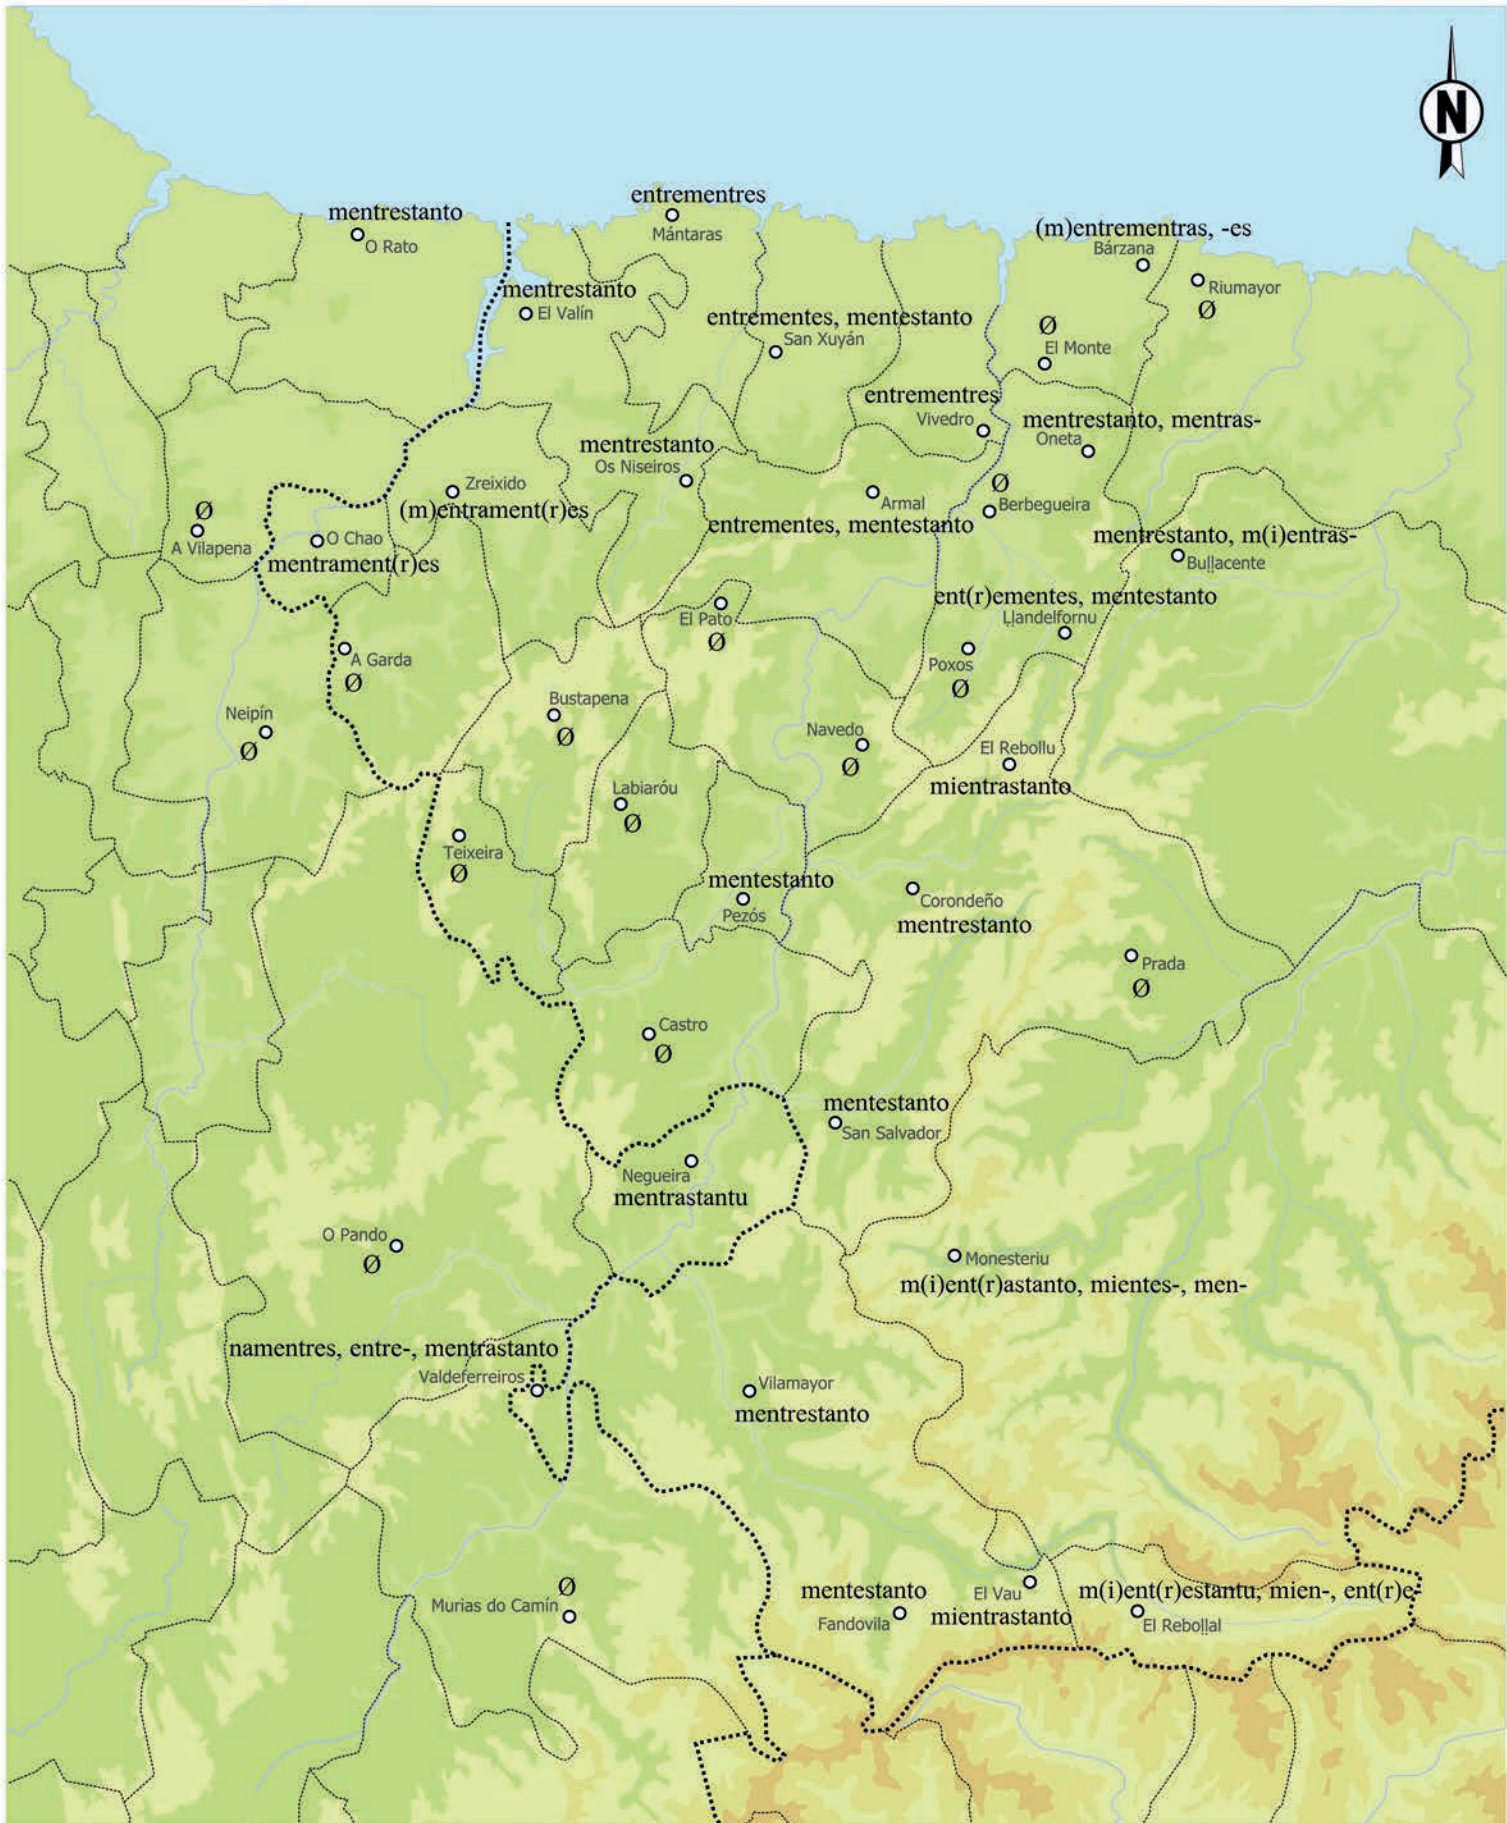 N
entrementres
Mántaras
mentrestanto
O Rato
(m)entrementras, -es
Bárzana
Riumayor
Ø
mentrestanto
El Valín
entrementes, mentestanto
San Xuyán
Ø
El Monte
entrementres
Vivedro
mentrestanto, mentras-
Oneta
mentrestanto
Os Niseiros
Zreixido
(m)entrament(r)es
Ø
Berbegueira
Armal
entrementes, mentestanto
Ø
A Vilapena
O Chao
mentrament(r)es
mentrestanto, m(i)entras-
Buḷḷacente
ent(r)ementes, mentestanto
Ḷḷandelfornu
El Pato
Ø
A Garda
Ø
Poxos
Ø
Bustapena
Ø
Neipín
Ø
Navedo
Ø
El Rebollu
mientrastanto
Labiaróu
Ø
Teixeira
Ø
mentestanto
Pezós
Corondeño
mentrestanto
Prada
Ø
Castro
Ø
mentestanto
San Salvador
Negueira
mentrastantu
O Pando
Ø
Monesteriu
m(i)ent(r)astanto, mientes-, men-
namentres, entre-, mentrastanto
Valdeferreiros
Vilamayor
mentrestanto
Ø
Murias do Camín
mentestanto
Fandovila
El Vau
mientrastanto
m(i)ent(r)estantu, mien-, ent(r)e-
El Reboḷḷal